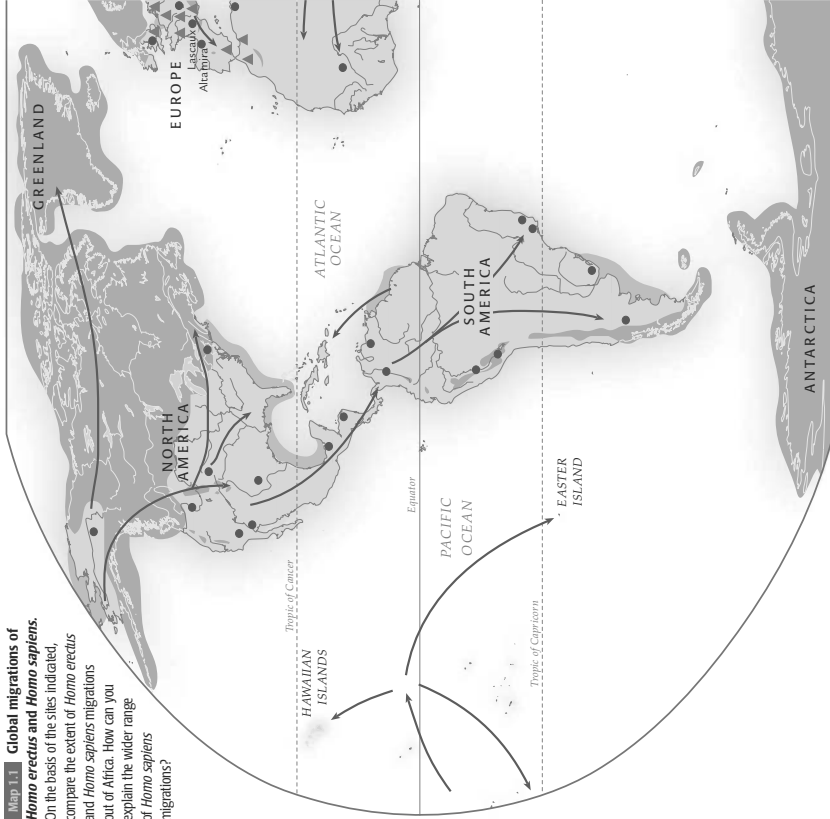 Map 1.1 Global migrations of
Homo erectus and Homo sapiens.
On the basis of the sites indicated,
compare the extent of Homo erectus
and Homo sapiens migrations
out of Africa. How can you
explain the wider range
of Homo sapiens
migrations?
GREENLAND
EUROPE
Lascaux
Altamira
NORTH
AMERICA
ATLANTIC
OCEAN
SOUTH
AMERICA
ANTARCTICA
Tropic of Cancer
Equator
PACIFIC
OCEAN
Tropic of Capricorn
HAWAIIAN
ISLANDS
EASTER
ISLAND